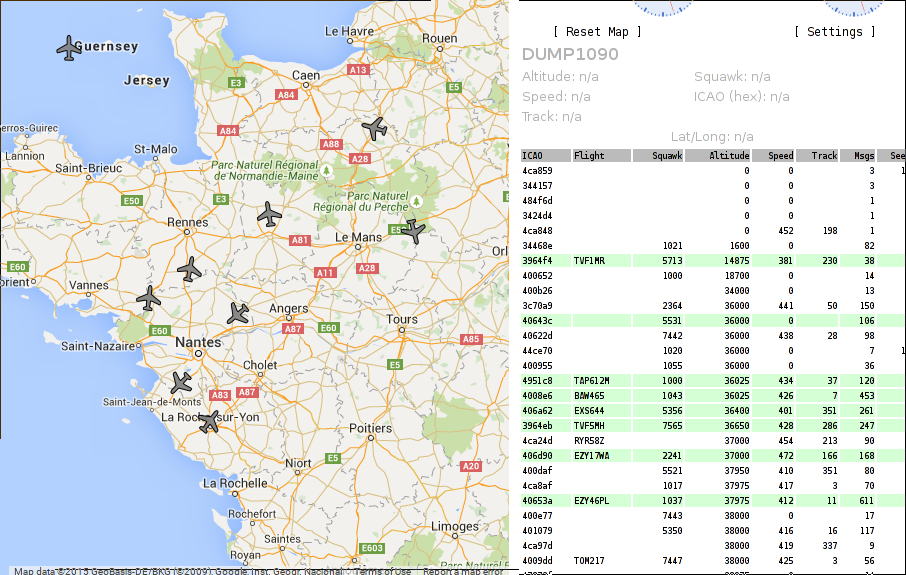 Guernsey
Jersey
Le Havre
Rouen
A13
Caen
E3
A84
E5
A84
A88
A28
erros-Guirec
Lannion
St-Malo
Saint-Brieuc
Parc Naturel Régional
de Normandie-Maine
Parc Naturel
Régional du Perche
E50
E3
Rennes
A81
Le Mans
Orl
E60
A11
A28
orient
Vannes
Angers
E60
A87
E60
Tours
A85
Saint-Nazaire
Nantes
Cholet
E5
A83
A87
Saint-Jean-de-Monts
Poitiers
Niort
E5
A20
La Rochelle
Rochefort
Limoges
Saintes
E603
Royan
Parc Naturel
Map data ©2015 GeoBasis-DE/BKG (©2009), Google, Inst. Geogr. Nacional
Terms of Use
Report a map error
[ Reset Map ] [ Settings ]
DUMP1090
Altitude: n/a Squawk: n/a
Speed: n/a ICAO (hex): n/a
Track: n/a
Lat/Long: n/a
ICAO Flight Squawk Altitude Speed Track Msgs See
4ca859 0 0 3 1
344157 0 0 3
484f6d 0 0 1
3424d4 0 0 1
4ca848 0 452 198 1
34468e 1021 1600 0 82
3964f4 TVF1MR 5713 14875 381 230 38
400652 1000 18700 0 14
400b26 34000 0 13
3c70a9 2364 36000 441 50 150
40643c 5531 36000 0 106
40622d 7442 36000 438 28 98
44ce70 1020 36000 0 7 1
400955 1055 36000 0 36
4951c8 TAP612M 1000 36025 434 37 120
4008e6 BAW465 1043 36025 426 7 453
406a62 EXS644 5356 36400 401 351 261
3964eb TVF5MH 7565 36650 428 286 247
4ca24d RYR58Z 37000 454 213 90
406d90 EZY17WA 2241 37000 472 166 168
400daf 5521 37950 410 351 80
4ca8af 1017 37975 417 3 70
40653a EZY46PL 1037 37975 412 11 611
400e77 7443 38000 0 17
401079 5350 38000 416 16 117
4ca97d 38000 419 337 9
4009dd TOM217 7447 38000 425 3 56